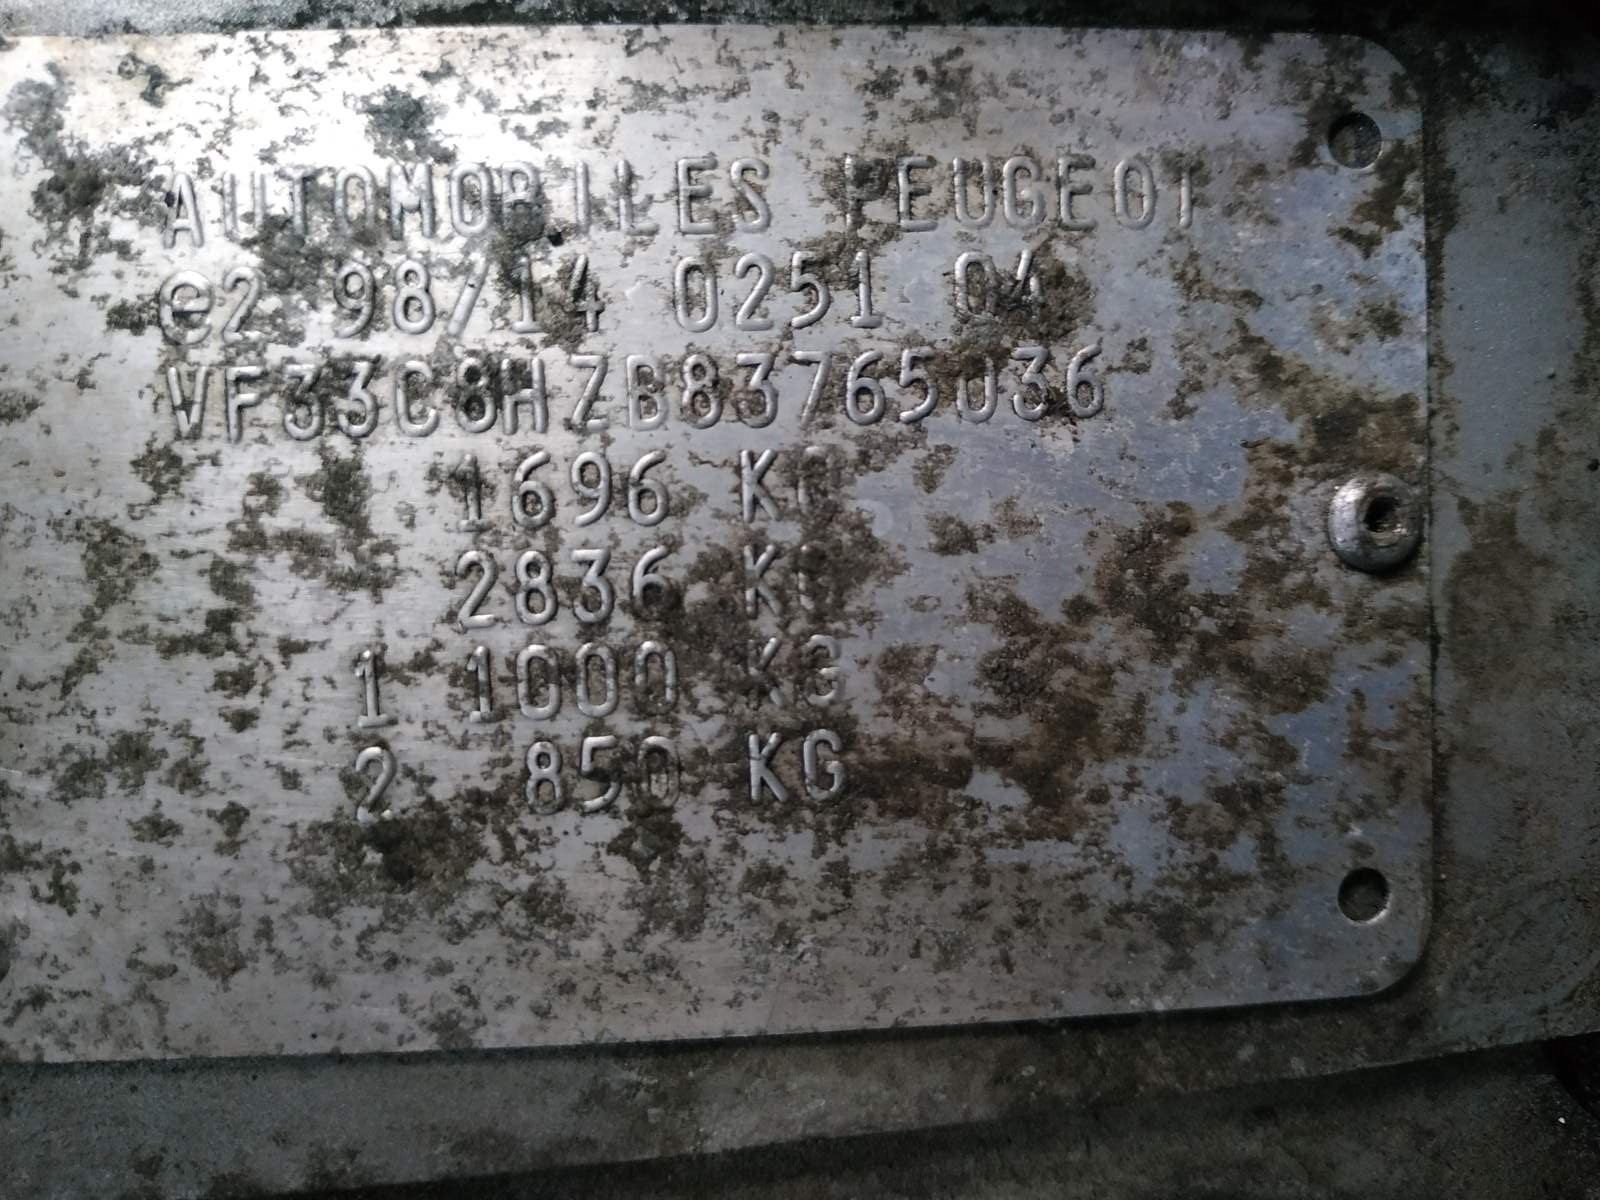 AUTOMOBILES PEUGEOT
e2 98/14 0251 04
VF33C8HZB83765036
1696 KG
2836 KG
1 1000 KG
2 850 KG